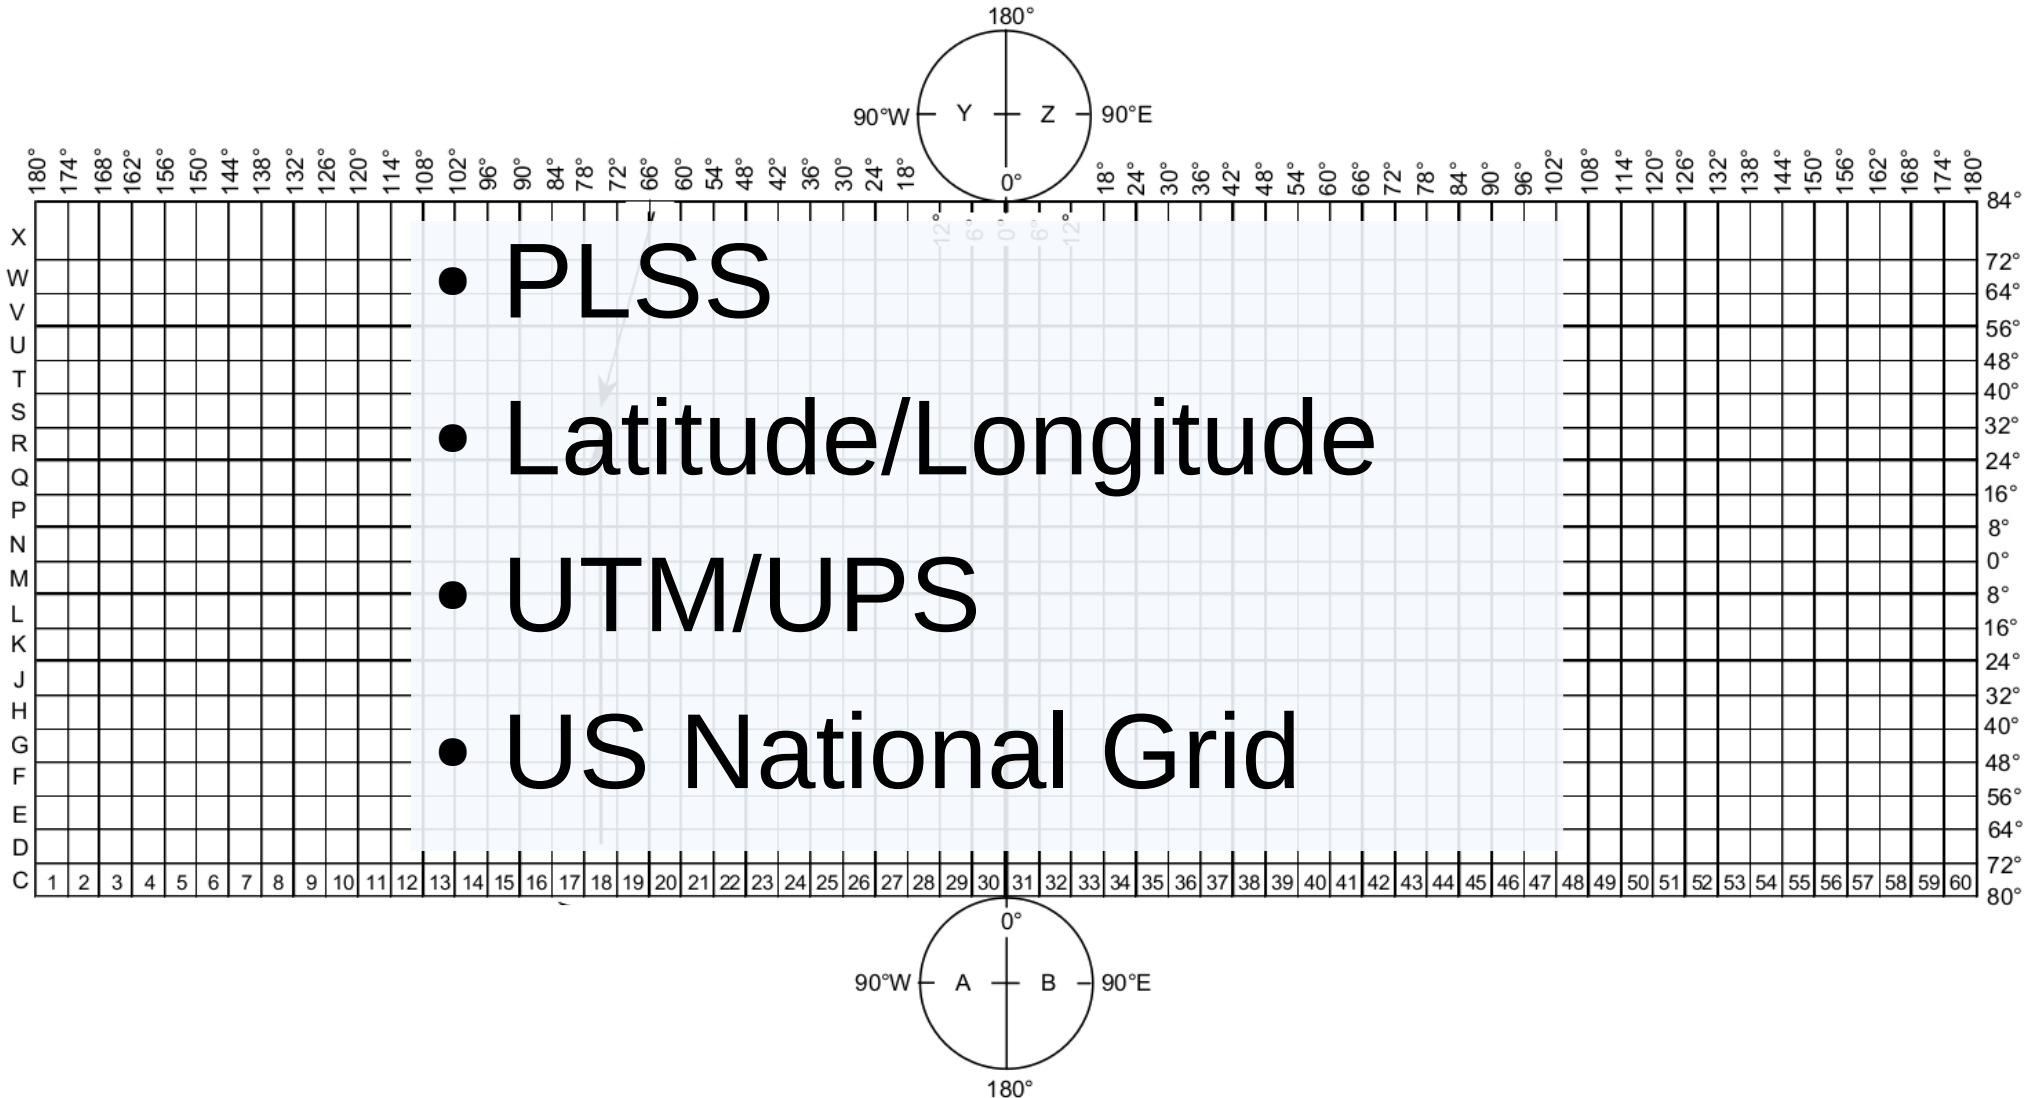 180°
90°W Y Z 90°E
0°
180° 174° 168° 162° 156° 150° 144° 138° 132° 126° 120° 114° 108° 102° 96° 90° 84° 78° 72° 66° 60° 54° 48° 42° 36° 30° 24° 18° 18° 24° 30° 36° 42° 48° 54° 60° 66° 72° 78° 84° 90° 96° 102° 108° 114° 120° 126° 132° 138° 144° 150° 156° 162° 168° 174° 180°
84°
12° 6° 0° 6° 12°
X
W 72°
V 64°
U 56°
T 48°
S 40°
R 32°
Q 24°
P 16°
N 8°
M 0°
L 8°
K 16°
J 24°
H 32°
G 40°
F 48°
E 56°
D 64°
72°
• PLSS
• Latitude/Longitude
• UTM/UPS
• US National Grid
C 1 2 3 4 5 6 7 8 9 10 11 12 13 14 15 16 17 18 19 20 21 22 23 24 25 26 27 28 29 30 31 32 33 34 35 36 37 38 39 40 41 42 43 44 45 46 47 48 49 50 51 52 53 54 55 56 57 58 59 60
80°
0°
90°W A B 90°E
180°